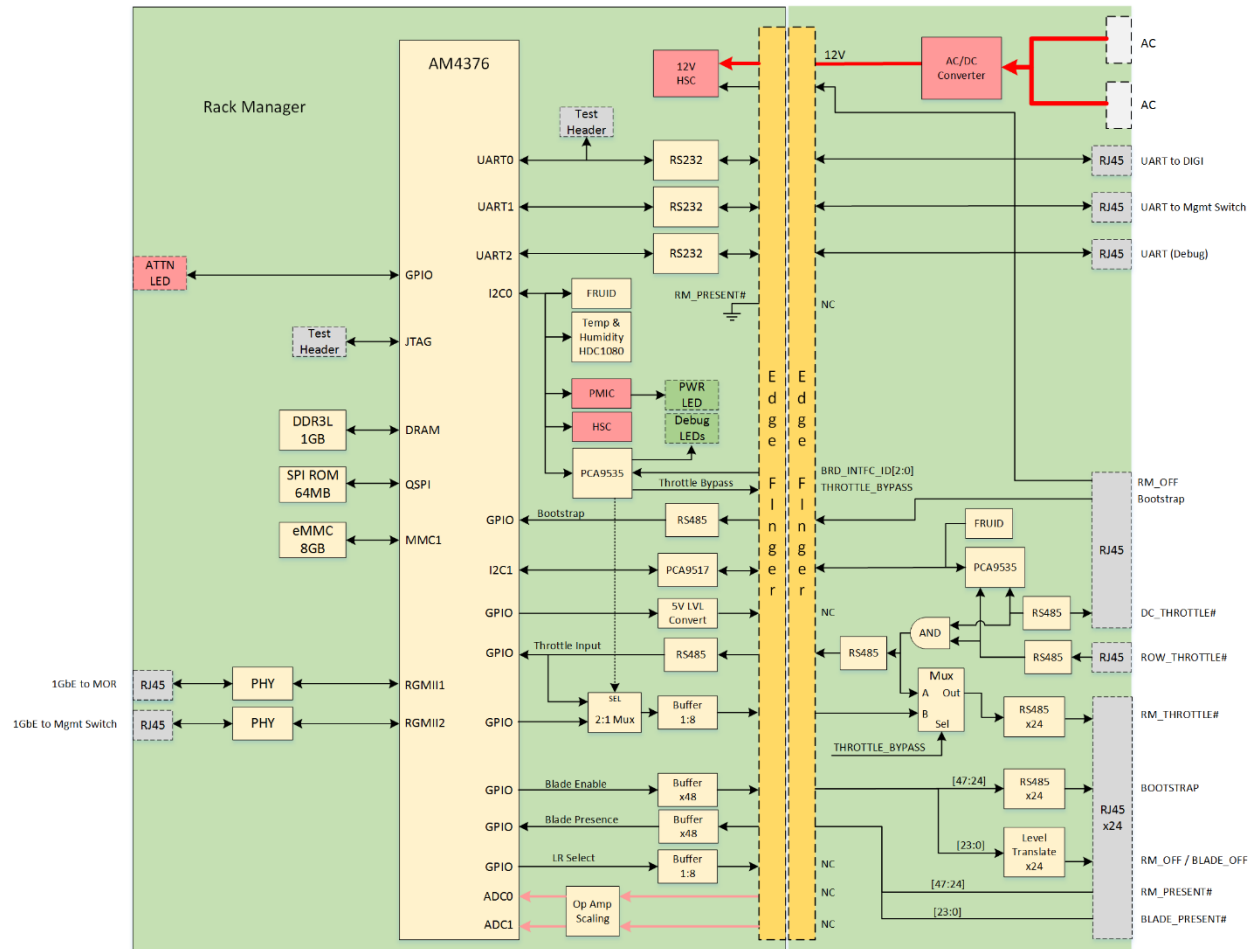 Rack Manager
AM4376
12V
HSC
12V
AC/DC
Converter
AC
AC
Test
Header
UART0
RS232
RJ45
UART to DIGI
UART1
RS232
RJ45
UART to Mgmt Switch
UART2
RS232
RJ45
UART (Debug)
ATTN
LED
GPIO
I2C0
FRUID
RM_PRESENT#
NC
Temp &
Humidity
HDC1080
Test
Header
JTAG
PMIC
PWR
LED
HSC
Debug
LEDs
DDR3L
1GB
DRAM
PCA9535
Throttle Bypass
BRD_INTFC_ID[2:0]
THROTTLE_BYPASS
SPI ROM
64MB
QSPI
Edge FInger
Edge FInger
RM_OFF
Bootstrap
RJ45
GPIO
Bootstrap
RS485
FRUID
eMMC
8GB
MMC1
I2C1
PCA9517
PCA9535
GPIO
5V LVL
Convert
NC
RS485
DC_THROTTLE#
AND
GPIO
Throttle Input
RS485
RS485
RS485
RJ45
ROW_THROTTLE#
1GbE to MOR
RJ45
PHY
RGMII1
Mux
A
Out
B
Sel
SEL
2:1 Mux
Buffer
1:8
RS485
x24
RM_THROTTLE#
1GbE to Mgmt Switch
RJ45
PHY
RGMII2
GPIO
THROTTLE_BYPASS
GPIO
Blade Enable
Buffer
x48
[47:24]
RS485
x24
BOOTSTRAP
RJ45
x24
GPIO
Blade Presence
Buffer
x48
[23:0]
Level
Translate
x24
RM_OFF / BLADE_OFF
GPIO
LR Select
Buffer
1:8
NC
ADC0
Op Amp
Scaling
NC
[47:24]
RM_PRESENT#
ADC1
NC
[23:0]
BLADE_PRESENT#